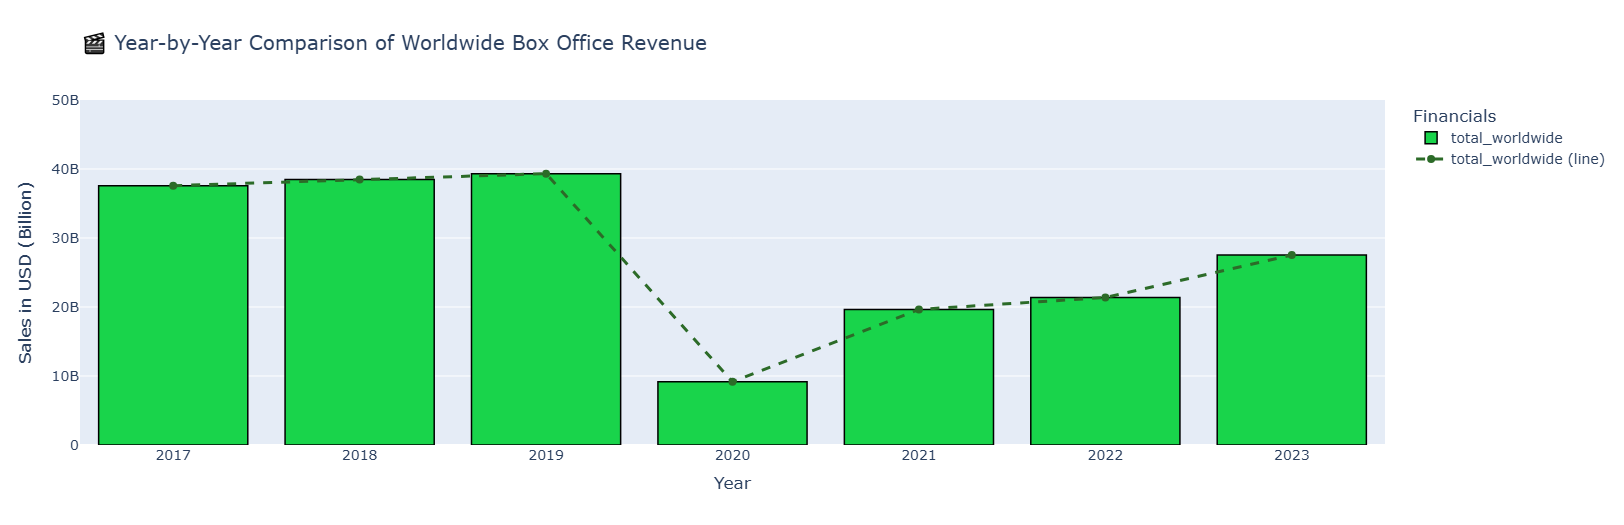 🎬 Year-by-Year Comparison of Worldwide Box Office Revenue
50B
40B
30B
20B
10B
0
Sales in USD (Billion)
2017 2018 2019 2020 2021 2022 2023
Year
Financials
total_worldwide
total_worldwide (line)